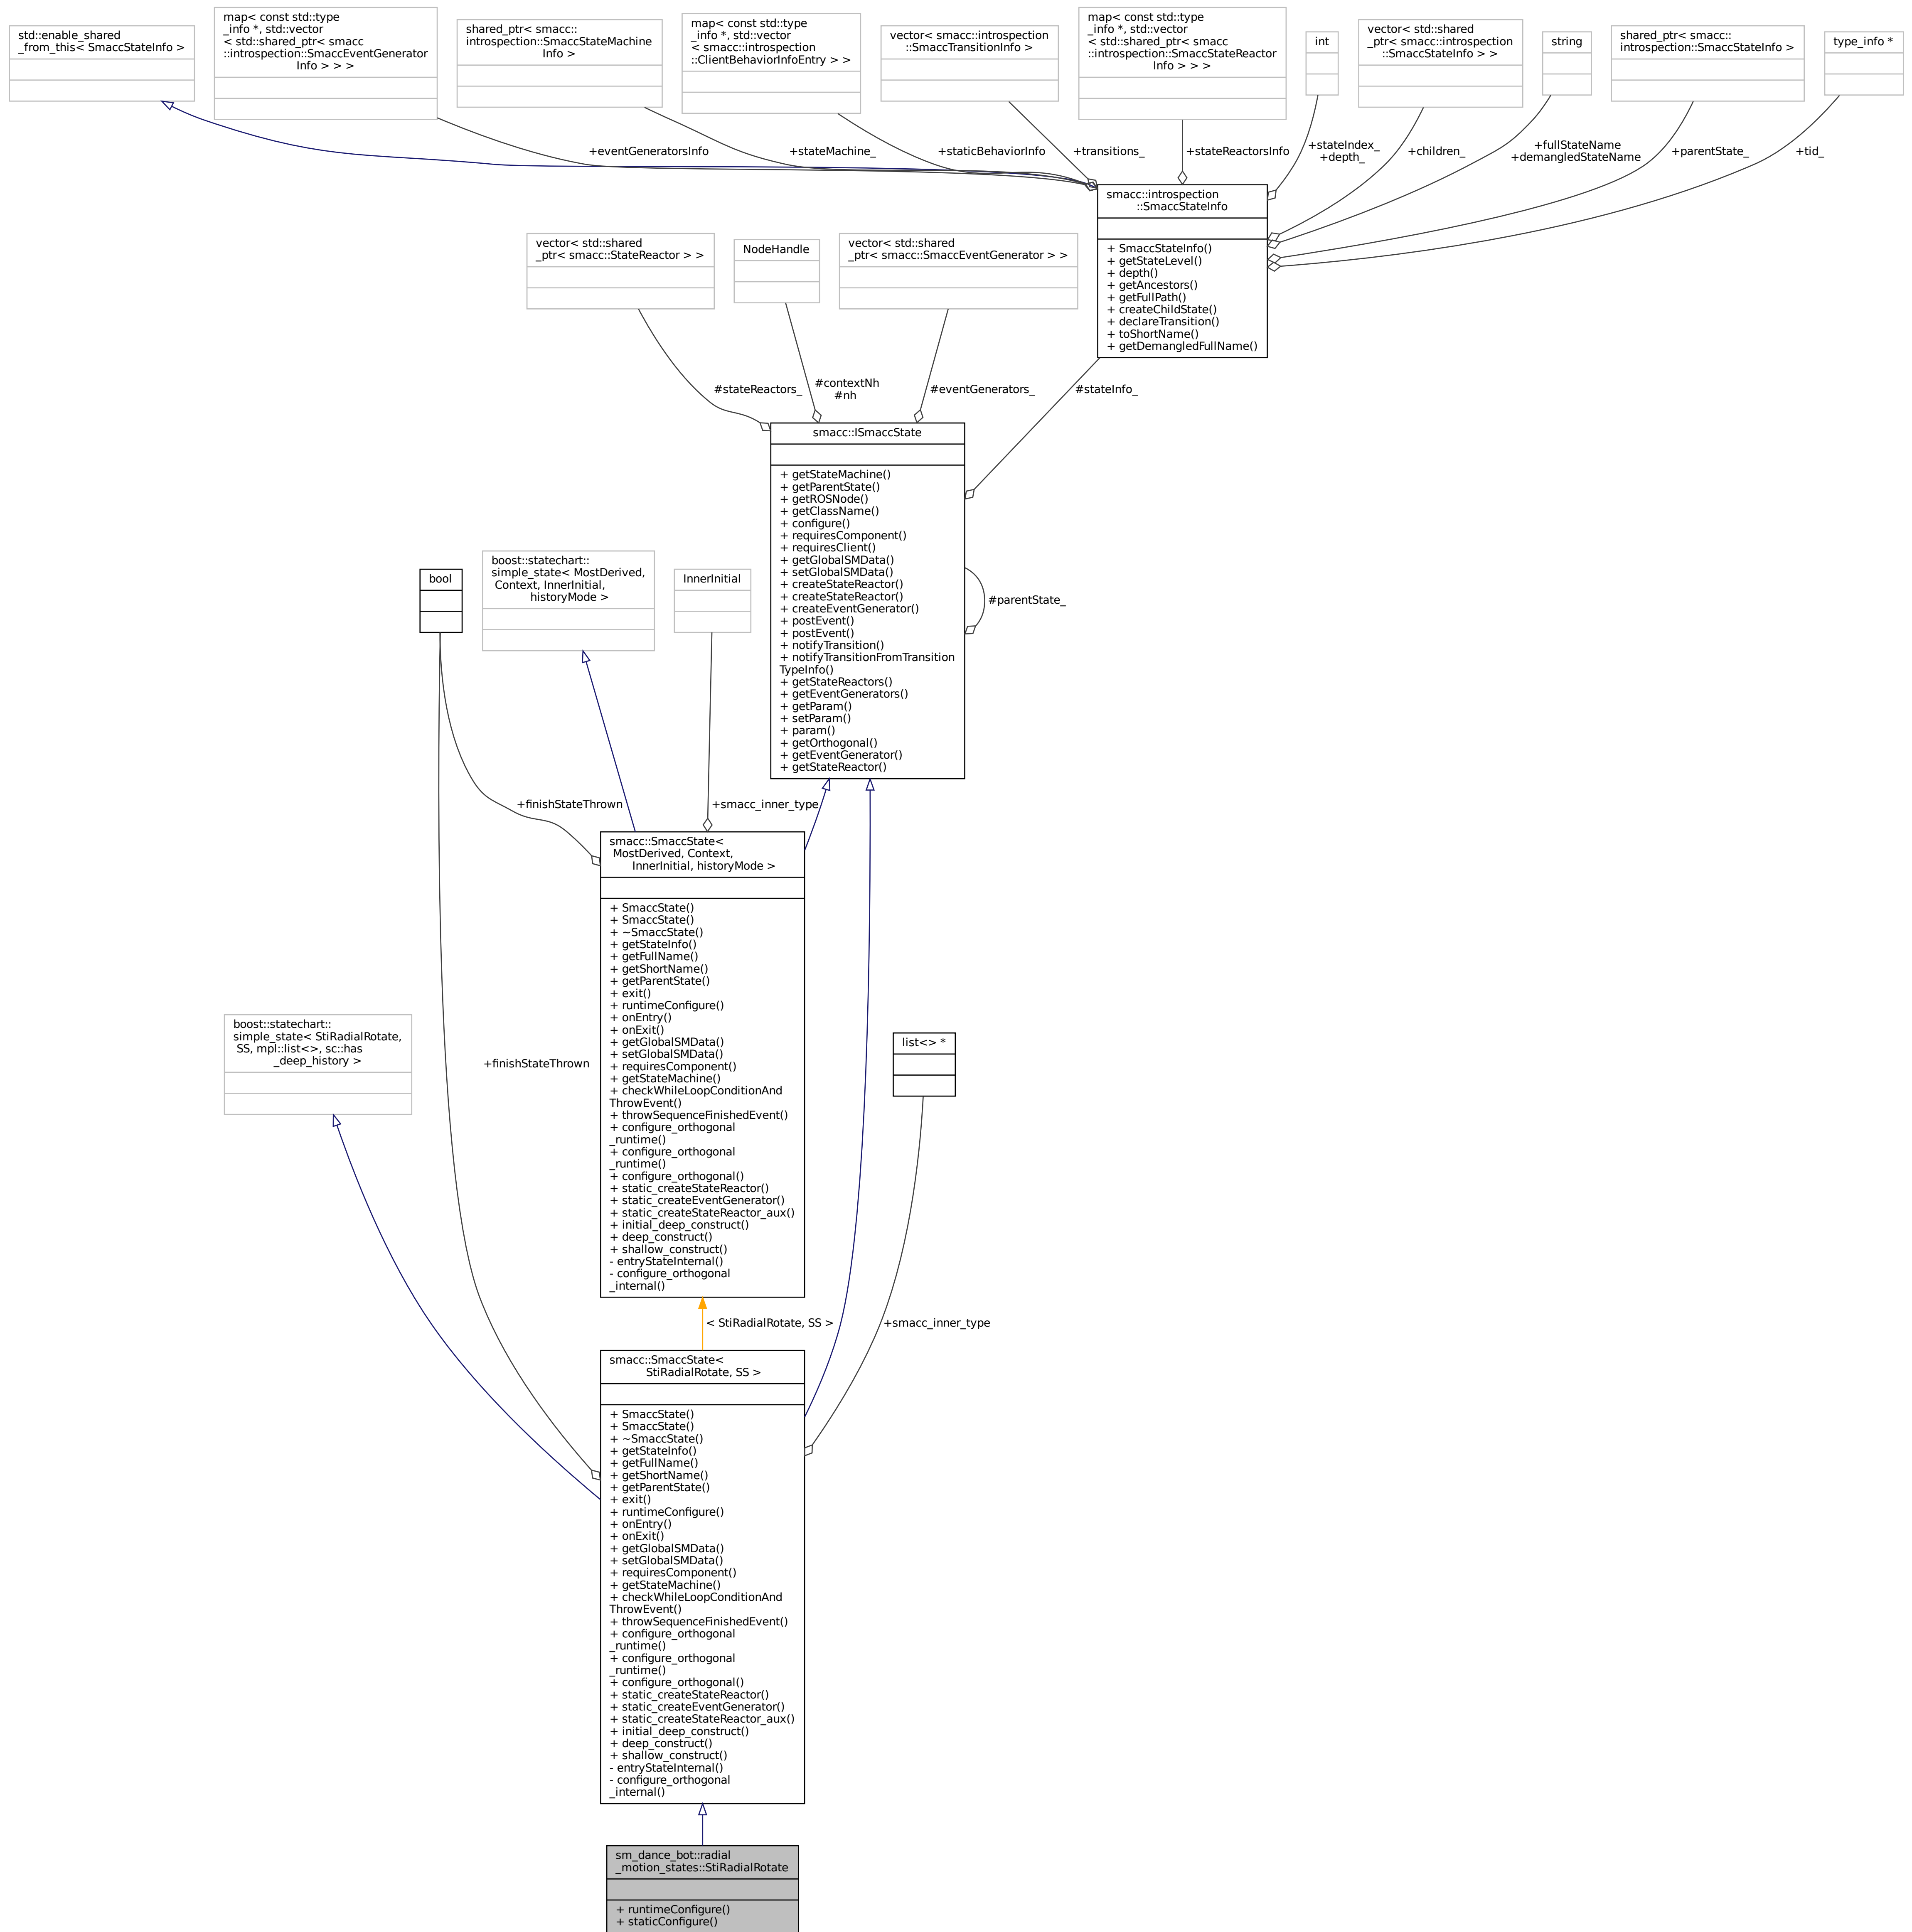 std::enable_shared
_from_this< SmaccStateInfo >
map< const std::type
_info *, std::vector
< std::shared_ptr< smacc
::introspection::SmaccEventGenerator
Info > > >
shared_ptr< smacc::
introspection::SmaccStateMachine
Info >
map< const std::type
_info *, std::vector
< smacc::introspection
::ClientBehaviorInfoEntry > >
vector< smacc::introspection
::SmaccTransitionInfo >
map< const std::type
_info *, std::vector
< std::shared_ptr< smacc
::introspection::SmaccStateReactor
Info > > >
int
vector< std::shared
_ptr< smacc::introspection
::SmaccStateInfo > >
string
shared_ptr< smacc::
introspection::SmaccStateInfo >
type_info *
+eventGeneratorsInfo
+stateMachine_
+staticBehaviorInfo
+transitions_
+stateReactorsInfo
+stateIndex_
+depth_
+children_
+fullStateName
+demangledStateName
+parentState_
+tid_
smacc::introspection
::SmaccStateInfo
+ SmaccStateInfo()
+ getStateLevel()
+ depth()
+ getAncestors()
+ getFullPath()
+ createChildState()
+ declareTransition()
+ toShortName()
+ getDemangledFullName()
vector< std::shared
_ptr< smacc::StateReactor > >
NodeHandle
vector< std::shared
_ptr< smacc::SmaccEventGenerator > >
#stateReactors_
#contextNh
#nh
#eventGenerators_
#stateInfo_
smacc::ISmaccState
+ getStateMachine()
+ getParentState()
+ getROSNode()
+ getClassName()
+ configure()
+ requiresComponent()
+ requiresClient()
+ getGlobalSMData()
+ setGlobalSMData()
+ createStateReactor()
+ createStateReactor()
+ createEventGenerator()
+ postEvent()
+ postEvent()
+ notifyTransition()
+ notifyTransitionFromTransition
TypeInfo()
+ getStateReactors()
+ getEventGenerators()
+ getParam()
+ setParam()
+ param()
+ getOrthogonal()
+ getEventGenerator()
+ getStateReactor()
#parentState_
bool
boost::statechart::
simple_state< MostDerived,
Context, InnerInitial,
historyMode >
InnerInitial
+finishStateThrown
+smacc_inner_type
smacc::SmaccState<
MostDerived, Context,
InnerInitial, historyMode >
+ SmaccState()
+ SmaccState()
+ ~SmaccState()
+ getStateInfo()
+ getFullName()
+ getShortName()
+ getParentState()
+ exit()
+ runtimeConfigure()
+ onEntry()
+ onExit()
+ getGlobalSMData()
+ setGlobalSMData()
+ requiresComponent()
+ getStateMachine()
+ checkWhileLoopConditionAnd
ThrowEvent()
+ throwSequenceFinishedEvent()
+ configure_orthogonal
_runtime()
+ configure_orthogonal
_runtime()
+ configure_orthogonal()
+ static_createStateReactor()
+ static_createEventGenerator()
+ static_createStateReactor_aux()
+ initial_deep_construct()
+ deep_construct()
+ shallow_construct()
- entryStateInternal()
- configure_orthogonal
_internal()
boost::statechart::
simple_state< StiRadialRotate,
SS, mpl::list<>, sc::has
_deep_history >
+finishStateThrown
list<> *
< StiRadialRotate, SS >
+smacc_inner_type
smacc::SmaccState<
StiRadialRotate, SS >
+ SmaccState()
+ SmaccState()
+ ~SmaccState()
+ getStateInfo()
+ getFullName()
+ getShortName()
+ getParentState()
+ exit()
+ runtimeConfigure()
+ onEntry()
+ onExit()
+ getGlobalSMData()
+ setGlobalSMData()
+ requiresComponent()
+ getStateMachine()
+ checkWhileLoopConditionAnd
ThrowEvent()
+ throwSequenceFinishedEvent()
+ configure_orthogonal
_runtime()
+ configure_orthogonal
_runtime()
+ configure_orthogonal()
+ static_createStateReactor()
+ static_createEventGenerator()
+ static_createStateReactor_aux()
+ initial_deep_construct()
+ deep_construct()
+ shallow_construct()
- entryStateInternal()
- configure_orthogonal
_internal()
sm_dance_bot::radial
_motion_states::StiRadialRotate
+ runtimeConfigure()
+ staticConfigure()